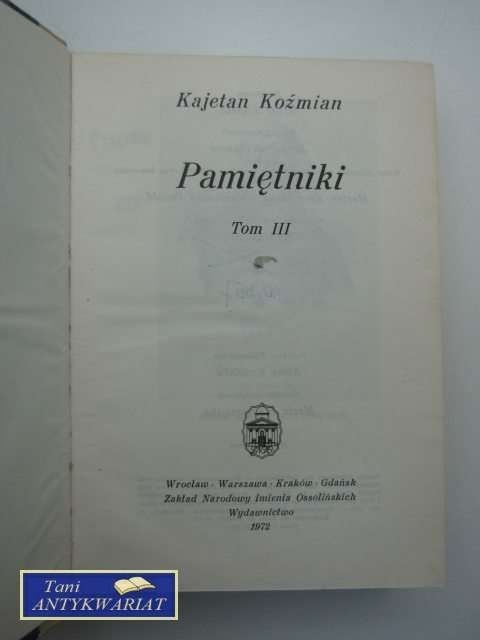 Kajetan Koźmian
Pamiętniki
Tom III
Wrocław · Warszawa · Kraków · Gdańsk
Zakład Narodowy imienia Ossolińskich
Wydawnictwo
1972
Tani
ANTYKWARIAT